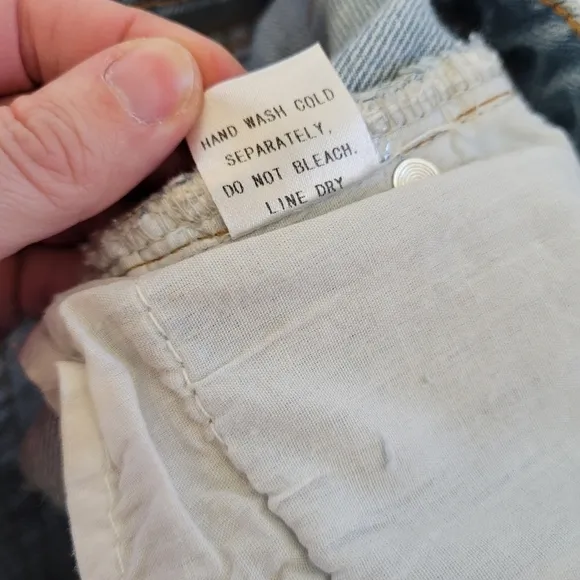 HAND WASH COLD
SEPARATELY,
DO NOT BLEACH.
LINE DRY